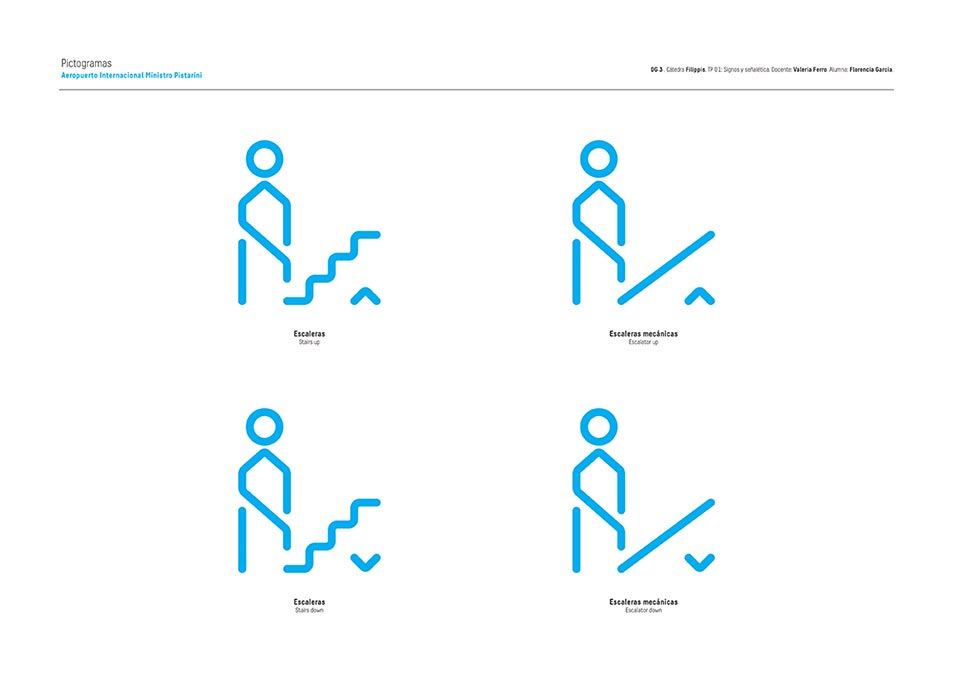 Pictogramas
Aeropuerto Internacional Ministro Pistarini
DG 3 . Cátedra Filippis. TP 01: Signos y señalética. Docente: Valeria Ferro. Alumna: Florencia García.
Escaleras
Stairs up
Escaleras mecánicas
Escalator up
Escaleras
Stairs down
Escaleras mecánicas
Escalator down